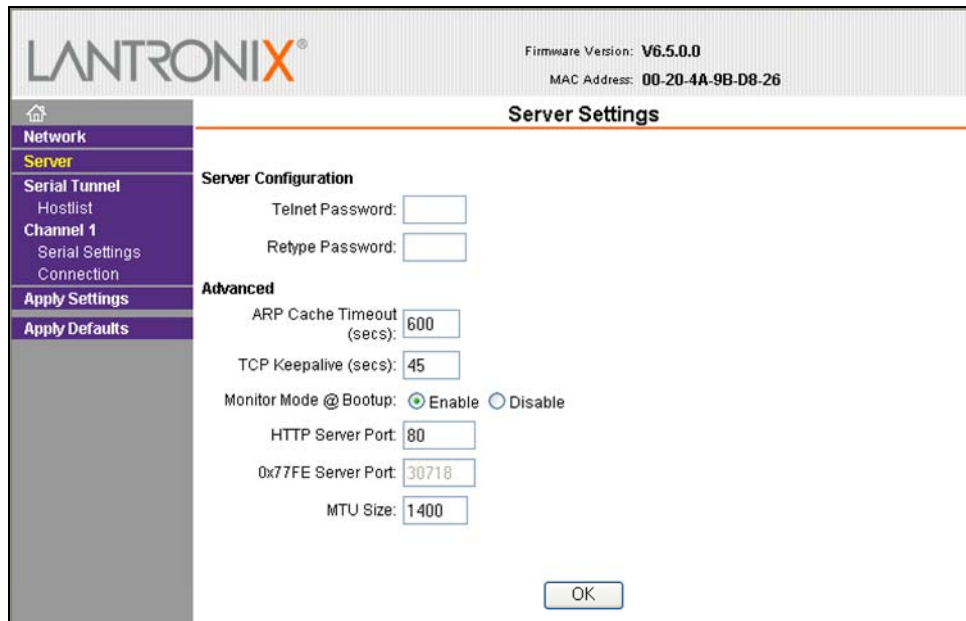 LANTRONIX®
Firmware Version: V6.5.0.0
MAC Address: 00-20-4A-9B-D8-26
Network
Server
Serial Tunnel
Hostlist
Channel 1
Serial Settings
Connection
Apply Settings
Apply Defaults
Server Settings
Server Configuration
Telnet Password:
Retype Password:
Advanced
ARP Cache Timeout
(secs): 600
TCP Keepalive (secs): 45
Monitor Mode @ Bootup: Enable Disable
HTTP Server Port: 80
0x77FE Server Port: 30718
MTU Size: 1400
OK